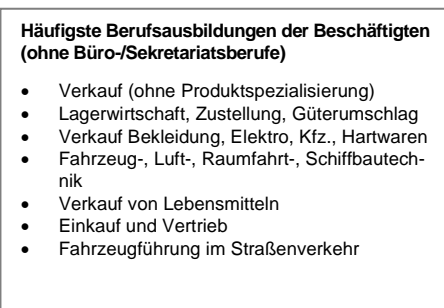 Häufigste Berufsausbildungen der Beschäftigten
(ohne Büro-/Sekretariatsberufe)
• Verkauf (ohne Produktspezialisierung)
• Lagerwirtschaft, Zustellung, Güterumschlag
• Verkauf Bekleidung, Elektro, Kfz., Hartwaren
• Fahrzeug-, Luft-, Raumfahrt-, Schiffbautech-
nik
• Verkauf von Lebensmitteln
• Einkauf und Vertrieb
• Fahrzeugführung im Straßenverkehr